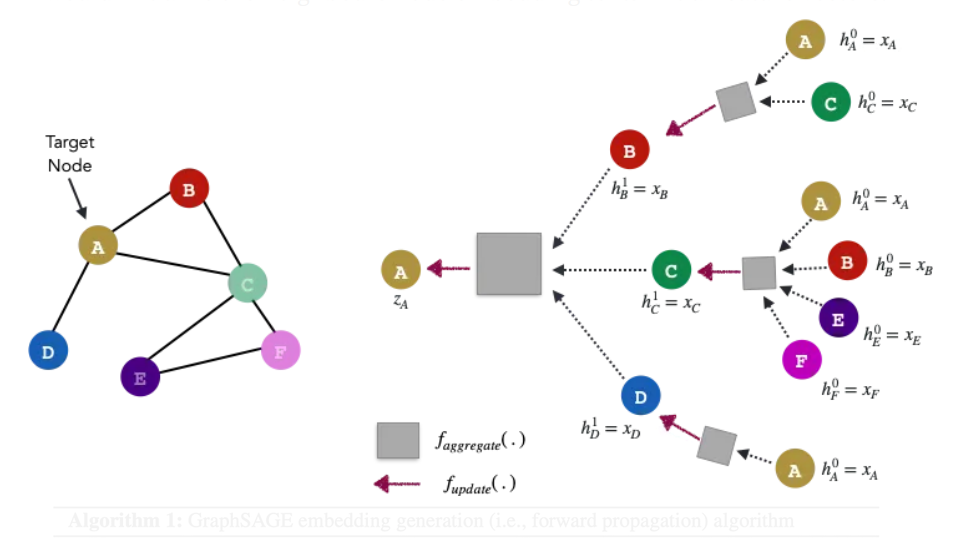 Target
Node
A
B
C
D
E
F
A
z_A
B
h_B^1 = x_B
C
h_C^1 = x_C
D
h_D^1 = x_D
A
h_A^0 = x_A
C
h_C^0 = x_C
A
h_A^0 = x_A
B
h_B^0 = x_B
E
h_E^0 = x_E
F
h_F^0 = x_F
A
h_A^0 = x_A
f_aggregate(.)
f_update(.)
Algorithm 1: GraphSAGE embedding generation (i.e., forward propagation) algorithm